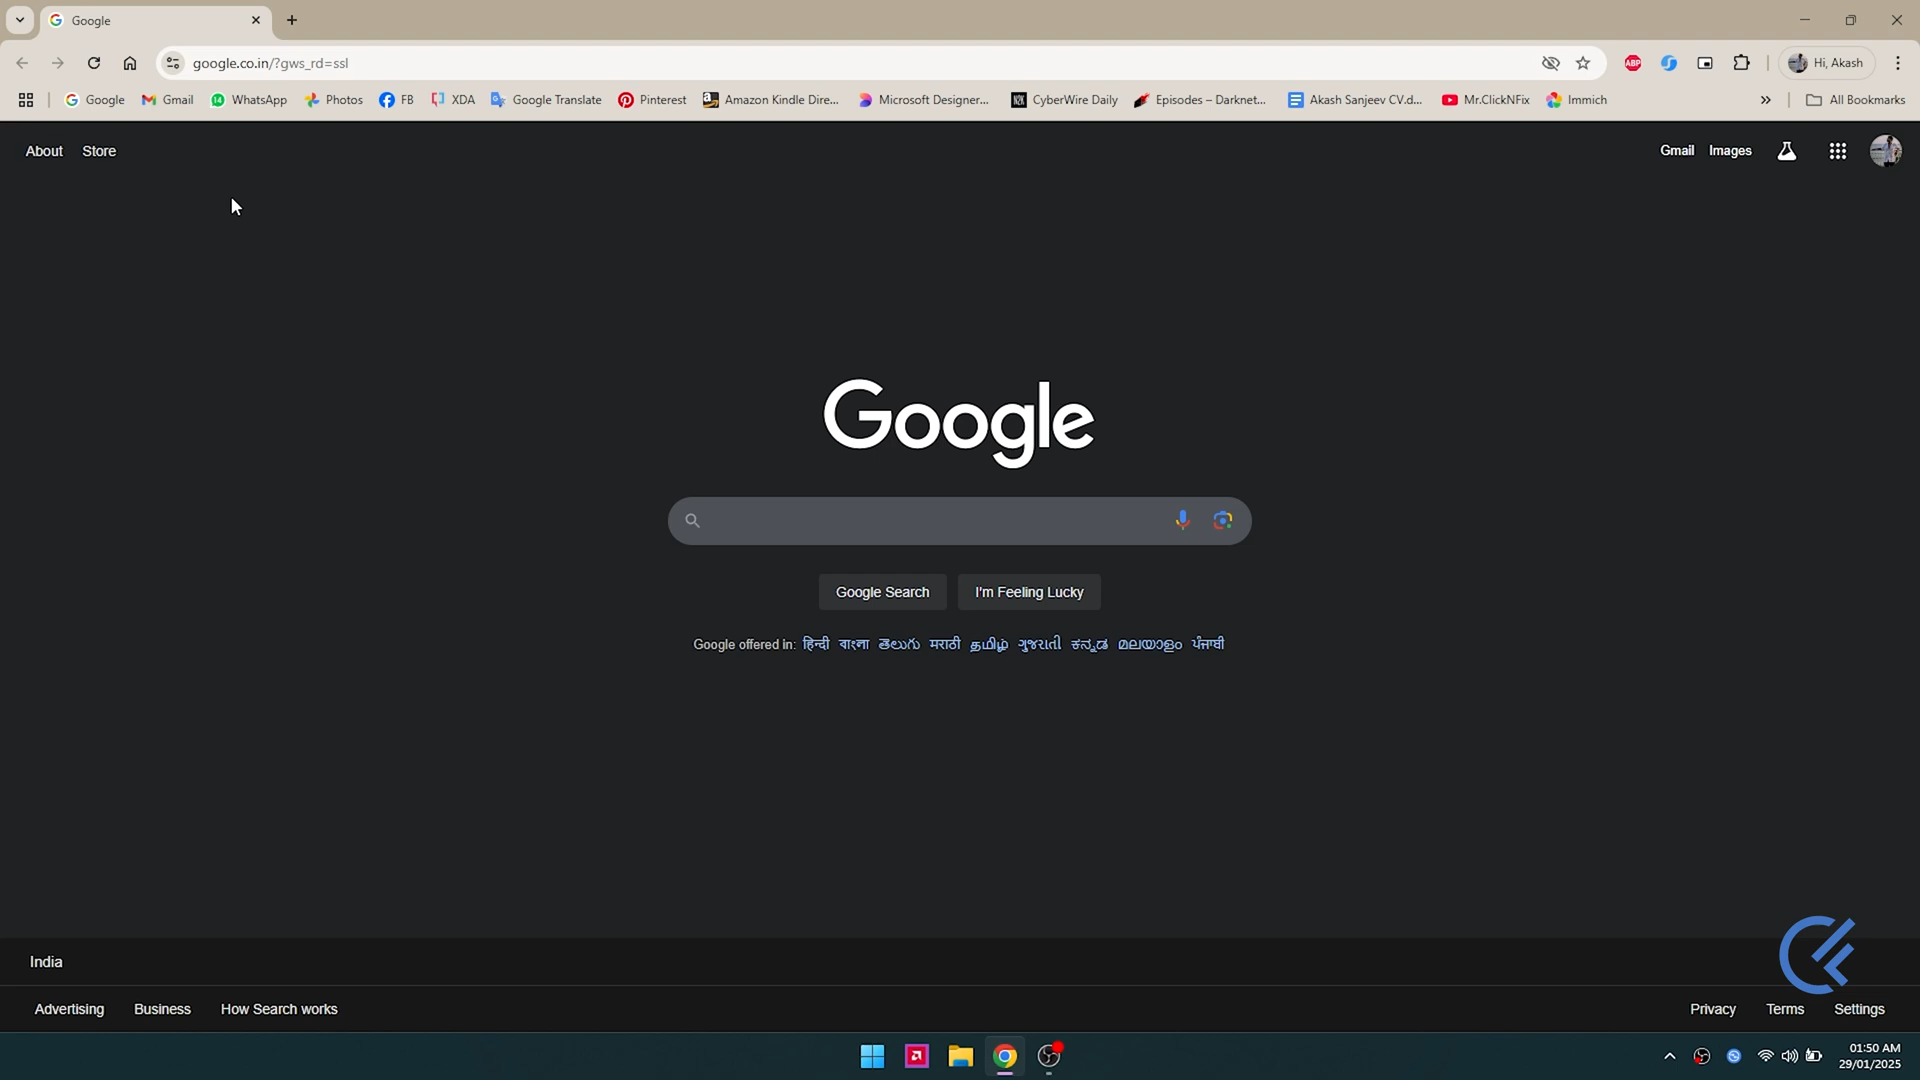 Google
google.co.in/?gws_rd=ssl
ABP
Hi, Akash
Google Gmail 14 WhatsApp Photos FB XDA Google Translate Pinterest Amazon Kindle Dire... Microsoft Designer... N2K CyberWire Daily Episodes – Darknet... Akash Sanjeev CV.d... Mr.ClickNFix Immich » All Bookmarks
About Store Gmail Images
Google
Google Search I'm Feeling Lucky
Google offered in: हिन्दी বাংলা తెలుగు मराठी தமிழ் ગુજરાતી ಕನ್ನಡ മലയാളം ਪੰਜਾਬੀ
India
Advertising Business How Search works Privacy Terms Settings
01:50 AM
29/01/2025